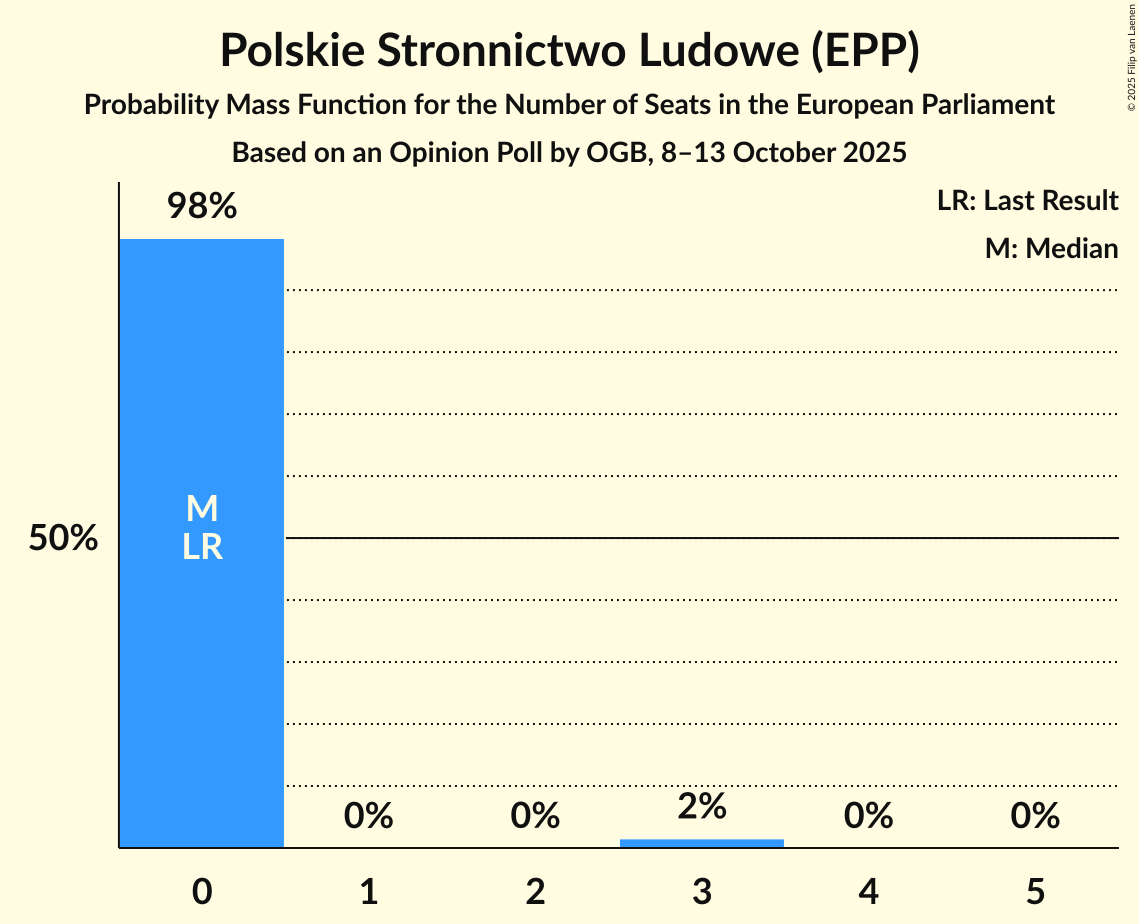 Polskie Stronnictwo Ludowe (EPP)
Probability Mass Function for the Number of Seats in the European Parliament
Based on an Opinion Poll by OGB, 8–13 October 2025
© 2025 Filip van Laenen
98%
LR: Last Result
M: Median
M
LR
50%
0% 0% 2% 0% 0%
0 1 2 3 4 5